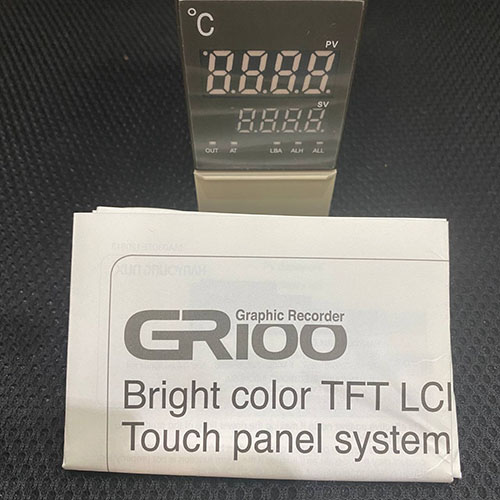 °C
8.8.8.8
PV
8.8.8.8
SV
OUT AT LBA ALH ALL
Graphic Recorder
GR100
Bright color TFT LC
Touch panel system